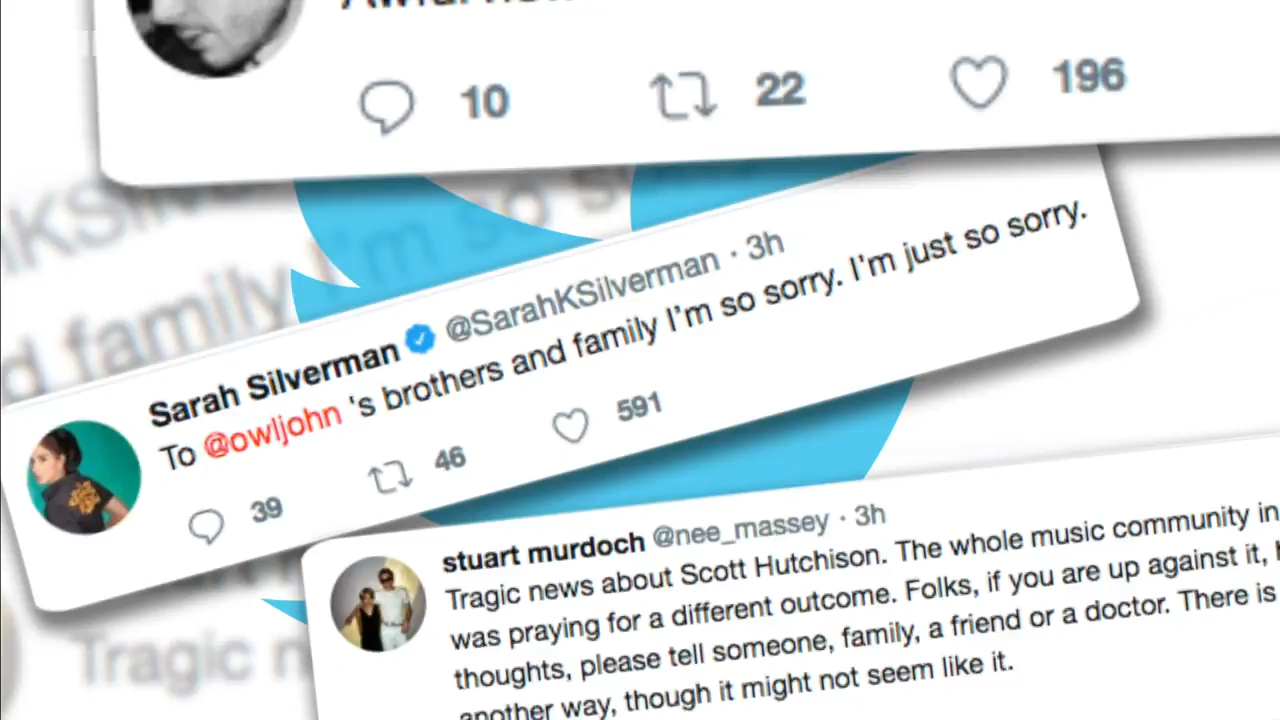 10 22 196
Sarah Silverman @SarahKSilverman · 3h
To @owljohn 's brothers and family I'm so sorry. I'm just so sorry.
39 46 591
stuart murdoch @nee_massey · 3h
Tragic news about Scott Hutchison. The whole music community in
was praying for a different outcome. Folks, if you are up against it,
thoughts, please tell someone, family, a friend or a doctor. There is
another way, though it might not seem like it.
family I'm so s
Tragic n